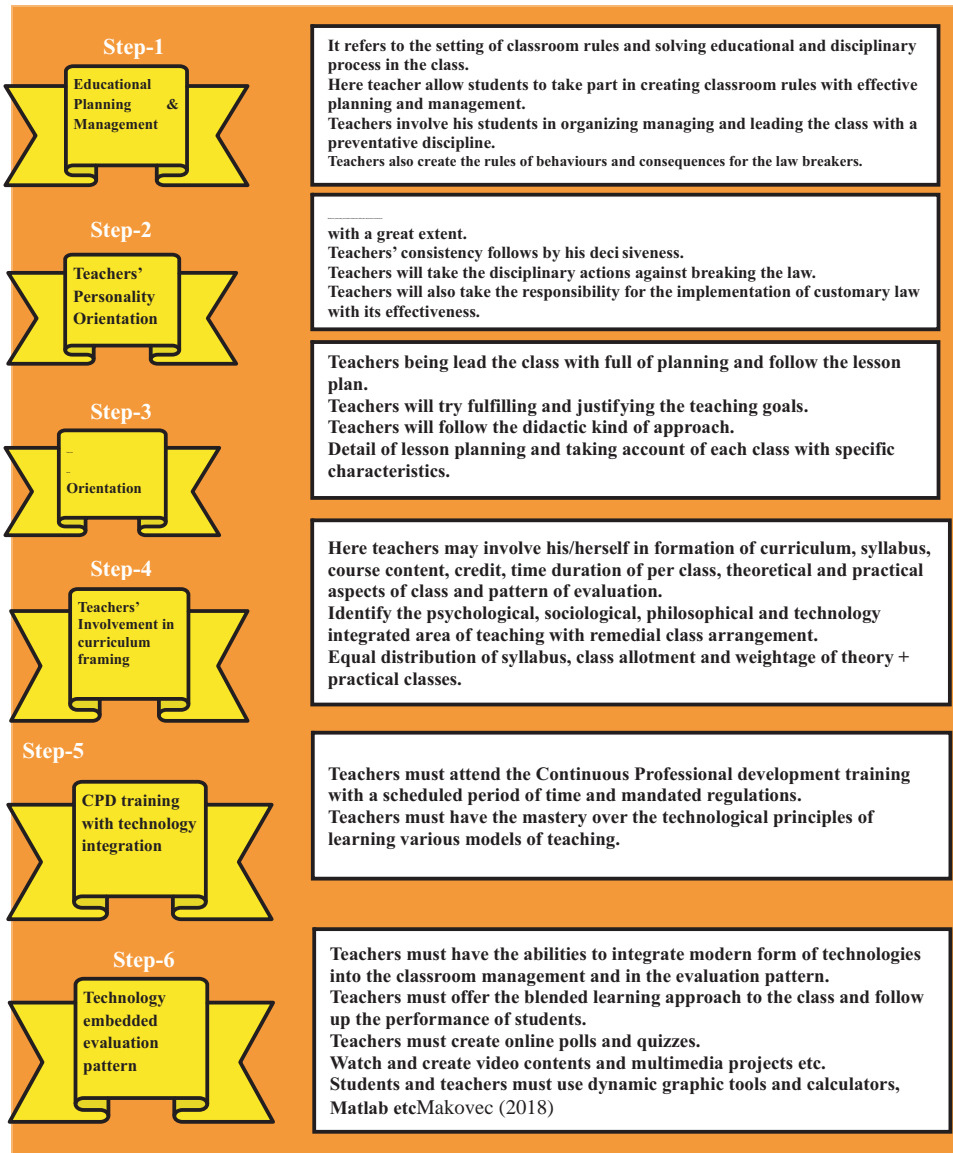 Step-1
Educational
Planning &
Management
It refers to the setting of classroom rules and solving educational and disciplinary
process in the class.
Here teacher allow students to take part in creating classroom rules with effective
planning and management.
Teachers involve his students in organizing managing and leading the class with a
preventative discipline.
Teachers also create the rules of behaviours and consequences for the law breakers.
Step-2
Teachers’
Personality
Orientation
with a great extent.
Teachers’ consistency follows by his deci siveness.
Teachers will take the disciplinary actions against breaking the law.
Teachers will also take the responsibility for the implementation of customary law
with its effectiveness.
Step-3
Orientation
Teachers being lead the class with full of planning and follow the lesson
plan.
Teachers will try fulfilling and justifying the teaching goals.
Teachers will follow the didactic kind of approach.
Detail of lesson planning and taking account of each class with specific
characteristics.
Step-4
Teachers’
Involvement in
curriculum
framing
Here teachers may involve his/herself in formation of curriculum, syllabus,
course content, credit, time duration of per class, theoretical and practical
aspects of class and pattern of evaluation.
Identify the psychological, sociological, philosophical and technology
integrated area of teaching with remedial class arrangement.
Equal distribution of syllabus, class allotment and weightage of theory +
practical classes.
Step-5
CPD training
with technology
integration
Teachers must attend the Continuous Professional development training
with a scheduled period of time and mandated regulations.
Teachers must have the mastery over the technological principles of
learning various models of teaching.
Step-6
Technology
embedded
evaluation
pattern
Teachers must have the abilities to integrate modern form of technologies
into the classroom management and in the evaluation pattern.
Teachers must offer the blended learning approach to the class and follow
up the performance of students.
Teachers must create online polls and quizzes.
Watch and create video contents and multimedia projects etc.
Students and teachers must use dynamic graphic tools and calculators,
Matlab etcMakovec (2018)